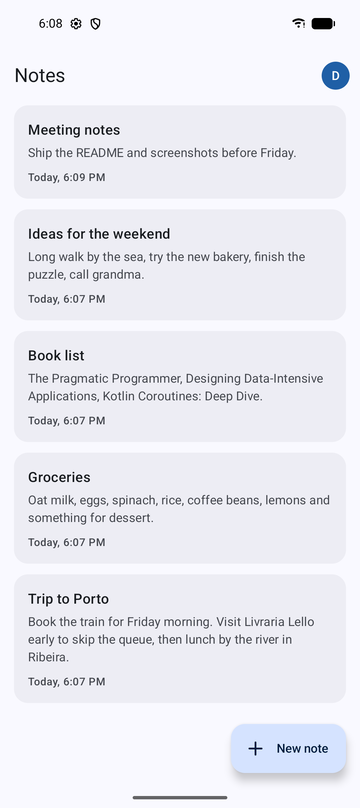 6:08
Notes
D
Meeting notes
Ship the README and screenshots before Friday.
Today, 6:09 PM
Ideas for the weekend
Long walk by the sea, try the new bakery, finish the
puzzle, call grandma.
Today, 6:07 PM
Book list
The Pragmatic Programmer, Designing Data-Intensive
Applications, Kotlin Coroutines: Deep Dive.
Today, 6:07 PM
Groceries
Oat milk, eggs, spinach, rice, coffee beans, lemons and
something for dessert.
Today, 6:07 PM
Trip to Porto
Book the train for Friday morning. Visit Livraria Lello
early to skip the queue, then lunch by the river in
Ribeira.
Today, 6:07 PM
New note